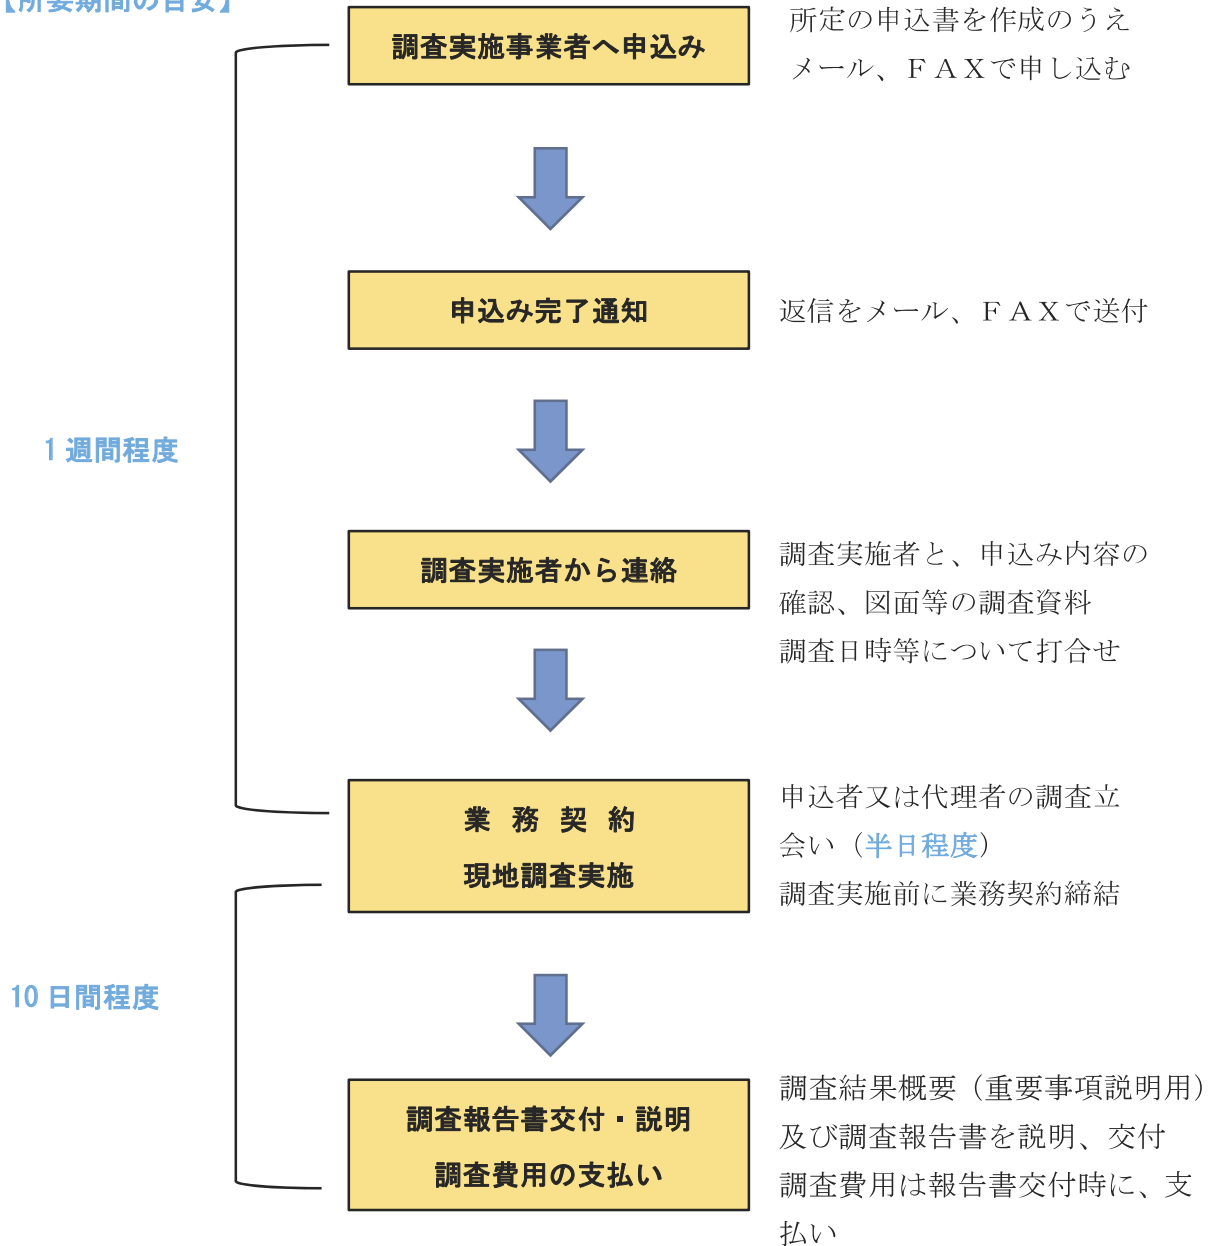 【所要期間の目安】
調査実施事業者へ申込み
所定の申込書を作成のうえ
メール、ＦＡＸで申し込む
申込み完了通知
返信をメール、ＦＡＸで送付
1 週間程度
調査実施者から連絡
調査実施者と、申込み内容の
確認、図面等の調査資料
調査日時等について打合せ
業 務 契 約
現地調査実施
申込者又は代理者の調査立
会い（半日程度）
調査実施前に業務契約締結
10 日間程度
調査報告書交付・説明
調査費用の支払い
調査結果概要（重要事項説明用）
及び調査報告書を説明、交付
調査費用は報告書交付時に、支
払い